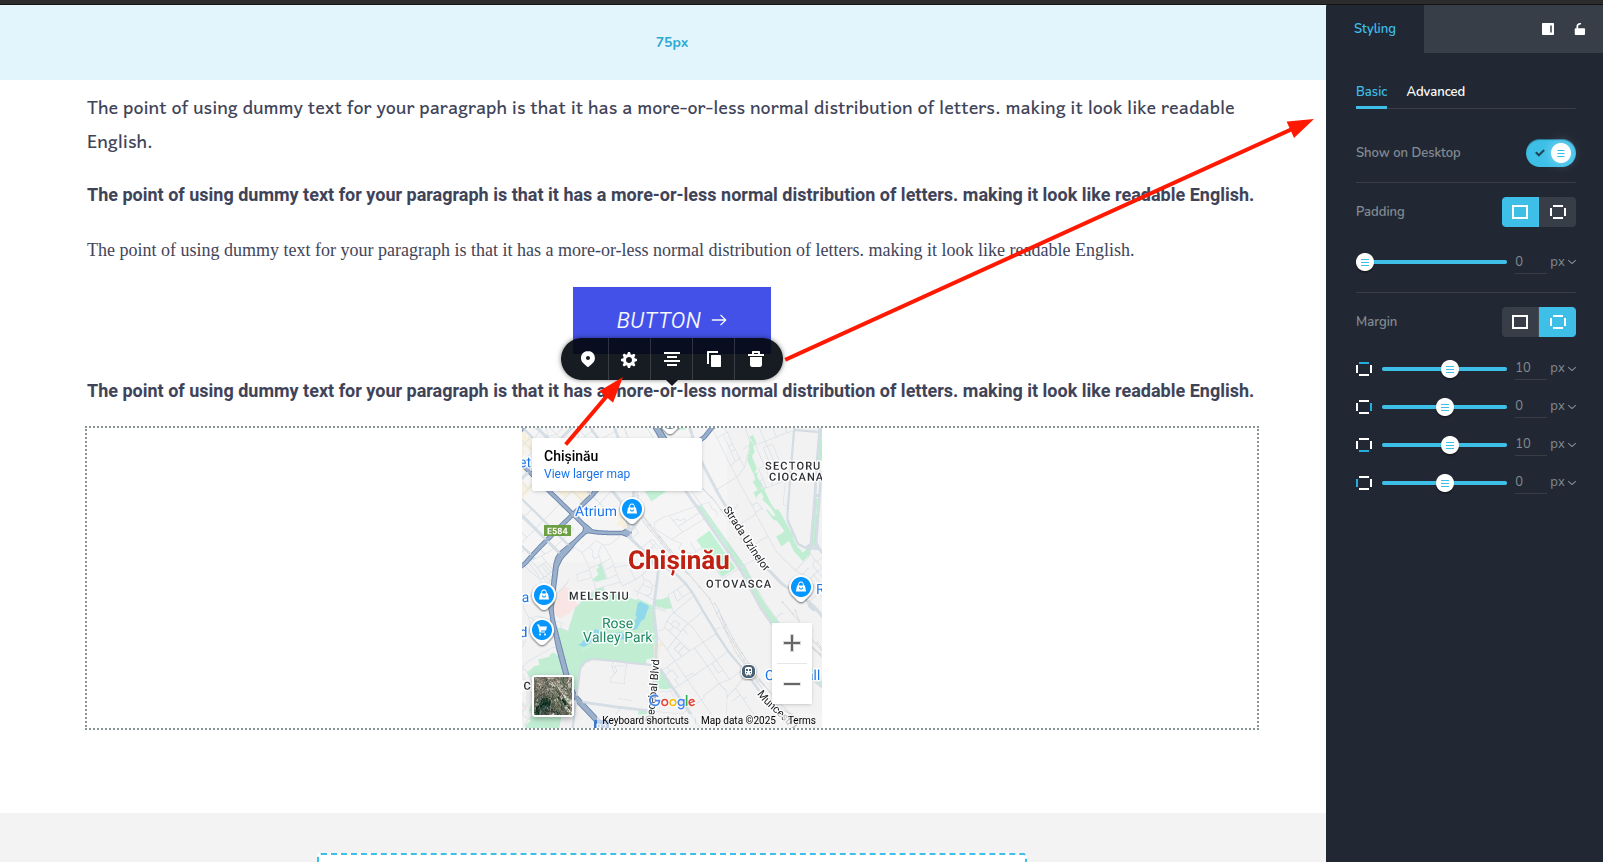 Styling
75px
Basic Advanced
The point of using dummy text for your paragraph is that it has a more-or-less normal distribution of letters. making it look like readable
English.
Show on Desktop
The point of using dummy text for your paragraph is that it has a more-or-less normal distribution of letters. making it look like readable English.
Padding
The point of using dummy text for your paragraph is that it has a more-or-less normal distribution of letters. making it look like readable English.
0 px
BUTTON →
Margin
10 px
0 px
10 px
0 px
The point of using dummy text for your paragraph is that it has a more-or-less normal distribution of letters. making it look like readable English.
Chișinău
View larger map
SECTORU
CIOCANA
Atrium
E584
Strada Uzinelor
Chișinău
OTOVASCA
MELESTIU
Rose
Valley Park
Google
Keyboard shortcuts Map data ©2025 Terms